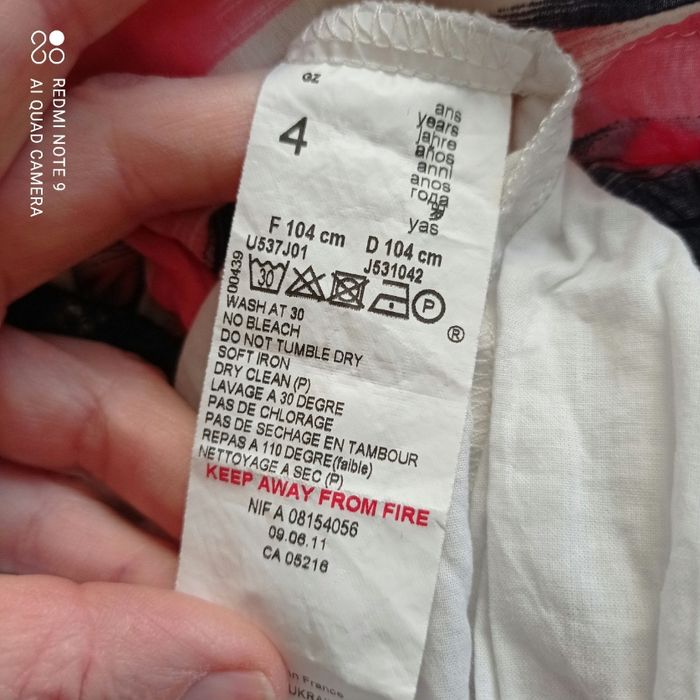 REDMI NOTE 9
AI QUAD CAMERA
GZ
4
ans
years
jahre
años
anni
anos
года
yas
F 104 cm D 104 cm
U537J01 J531042
00439
30
P
®
WASH AT 30
NO BLEACH
DO NOT TUMBLE DRY
SOFT IRON
DRY CLEAN (P)
LAVAGE A 30 DEGRE
PAS DE CHLORAGE
PAS DE SECHAGE EN TAMBOUR
REPAS A 110 DEGRE(faible)
NETTOYAGE A SEC (P)
KEEP AWAY FROM FIRE
NIF A 08154056
09.06.11
CA 05216
France